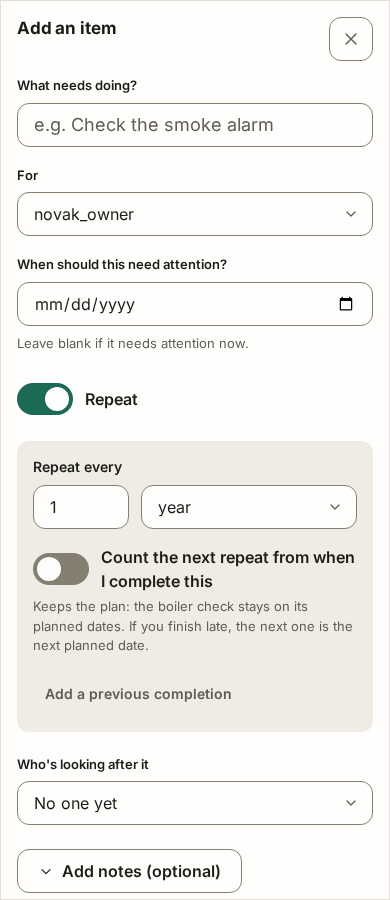 Add an item
What needs doing?
e.g. Check the smoke alarm
For
novak_owner
When should this need attention?
mm/dd/yyyy
Leave blank if it needs attention now.
Repeat
Repeat every
1
year
Count the next repeat from when
I complete this
Keeps the plan: the boiler check stays on its
planned dates. If you finish late, the next one is the
next planned date.
Add a previous completion
Who's looking after it
No one yet
Add notes (optional)